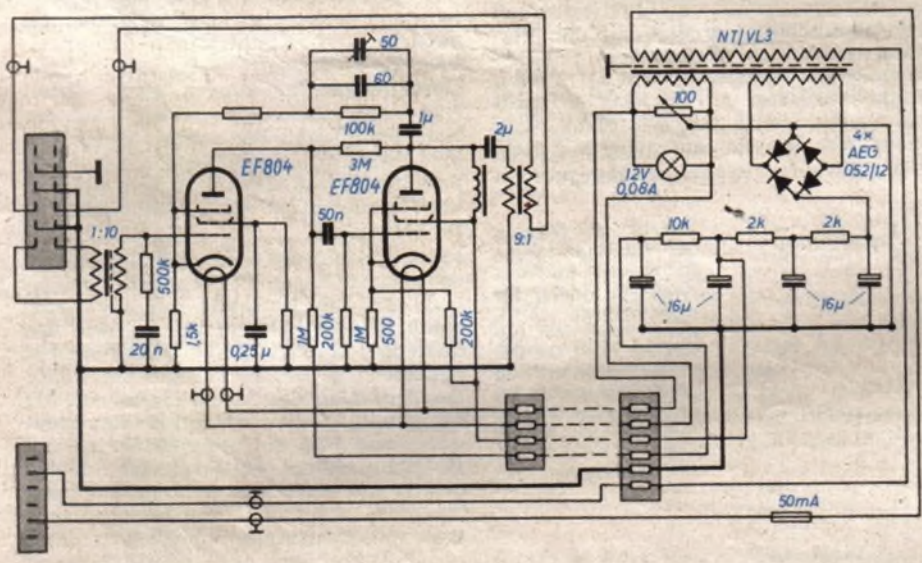 NT/VL3
50
60
100k
1µ
3M
EF804
EF804
2µ
100
12V
0,08A
4×
AEG
052/12
1:10
50n
9:1
10k
2k
2k
500k
20n
1,5k
0,25µ
1M
200k
1M
500
200k
16µ
16µ
50mA